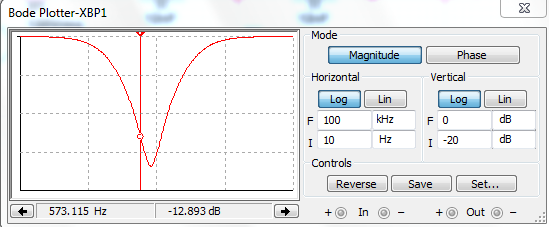 Bode Plotter-XBP1
Mode
Magnitude Phase
Horizontal Vertical
Log Lin Log Lin
F 100 kHz F 0 dB
I 10 Hz I -20 dB
Controls
Reverse Save Set...
573.115 Hz -12.893 dB + In − + Out −